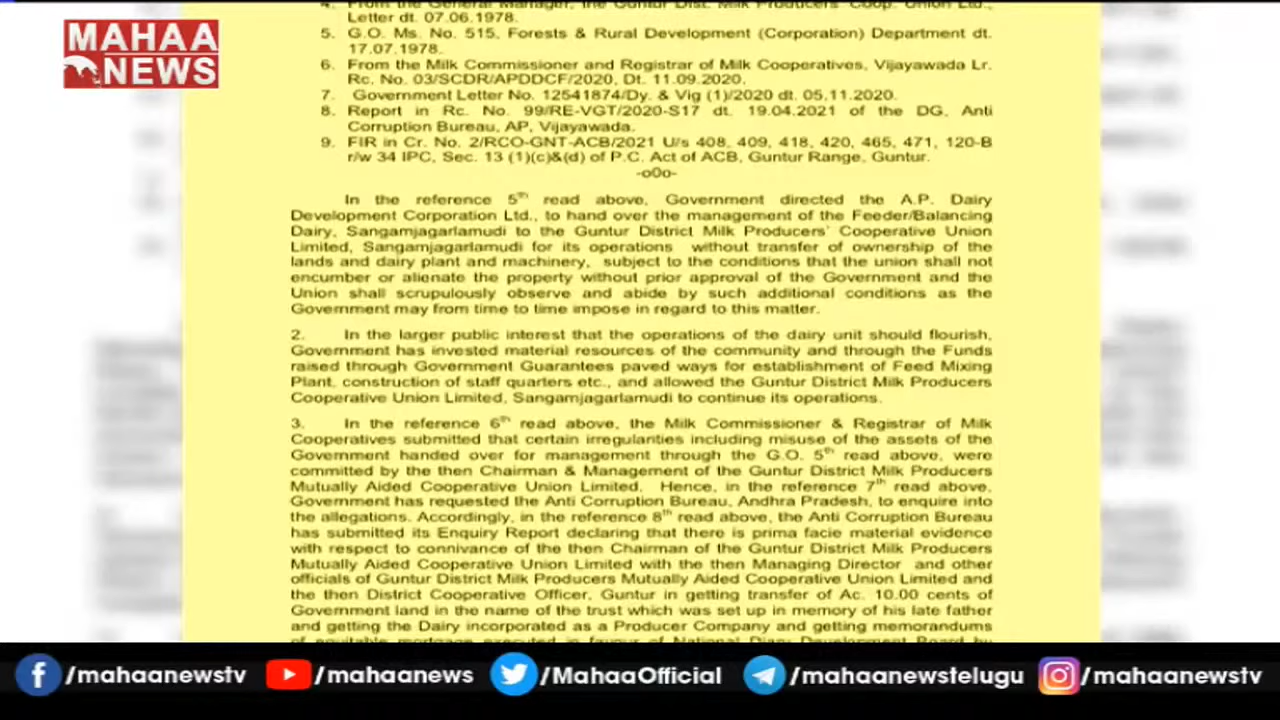 MAHAA
NEWS
4. From the General Manager, the Guntur Dist. Milk Producers' Coop. Union Ltd.,
Letter dt. 07.06.1978.
5. G.O. Ms. No. 515, Forests & Rural Development (Corporation) Department dt.
17.07.1978.
6. From the Milk Commissioner and Registrar of Milk Cooperatives, Vijayawada Lr.
Rc. No. 03/SCDR/APDDCF/2020, Dt. 11.09.2020.
7. Government Letter No. 12541874/Dy. & Vig (1)/2020 dt. 05.11.2020.
8. Report in Rc. No. 99/RE-VGT/2020-S17 dt. 19.04.2021 of the DG, Anti
Corruption Bureau, AP, Vijayawada.
9. FIR in Cr. No. 2/RCO-GNT-ACB/2021 U/s 408, 409, 418, 420, 465, 471, 120-B
r/w 34 IPC, Sec. 13 (1)(c)&(d) of P.C. Act of ACB, Guntur Range, Guntur.
-o0o-
In the reference 5th read above, Government directed the A.P. Dairy
Development Corporation Ltd., to hand over the management of the Feeder/Balancing
Dairy, Sangamjagarlamudi to the Guntur District Milk Producers' Cooperative Union
Limited, Sangamjagarlamudi for its operations without transfer of ownership of the
lands and dairy plant and machinery, subject to the conditions that the union shall not
encumber or alienate the property without prior approval of the Government and the
Union shall scrupulously observe and abide by such additional conditions as the
Government may from time to time impose in regard to this matter.
2. In the larger public interest that the operations of the dairy unit should flourish,
Government has invested material resources of the community and through the Funds
raised through Government Guarantees paved ways for establishment of Feed Mixing
Plant, construction of staff quarters etc., and allowed the Guntur District Milk Producers
Cooperative Union Limited, Sangamjagarlamudi to continue its operations.
3. In the reference 6th read above, the Milk Commissioner & Registrar of Milk
Cooperatives submitted that certain irregularities including misuse of the assets of the
Government handed over for management through the G.O. 5th read above, were
committed by the then Chairman & Management of the Guntur District Milk Producers
Mutually Aided Cooperative Union Limited. Hence, in the reference 7th read above,
Government has requested the Anti Corruption Bureau, Andhra Pradesh, to enquire into
the allegations. Accordingly, in the reference 8th read above, the Anti Corruption Bureau
has submitted its Enquiry Report declaring that there is prima facie material evidence
with respect to connivance of the then Chairman of the Guntur District Milk Producers
Mutually Aided Cooperative Union Limited with the then Managing Director and other
officials of Guntur District Milk Producers Mutually Aided Cooperative Union Limited and
the then District Cooperative Officer, Guntur in getting transfer of Ac. 10.00 cents of
Government land in the name of the trust which was set up in memory of his late father
and getting the Dairy incorporated as a Producer Company and getting memorandums
of equitable mortgage executed in favour of National Diary Development Board by
/mahaanewstv
/mahaanews
/MahaaOfficial
/mahaanewstelugu
/mahaanewstv